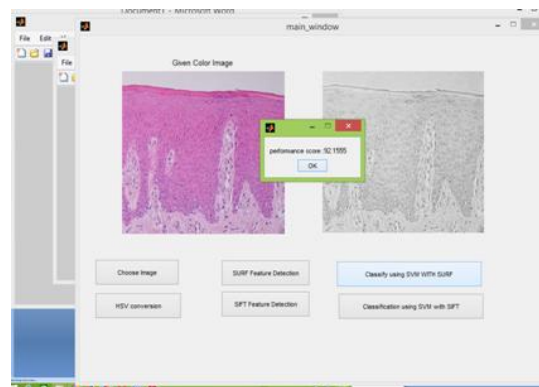 Document1 - Microsoft Word
main_window
File Edit
File
Given Color Image
performance score :92.1555
OK
Choose Image
SURF Feature Detection
Classify using SVM WITH SURF
HSV conversion
SIFT Feature Detection
Classification using SVM with SIFT